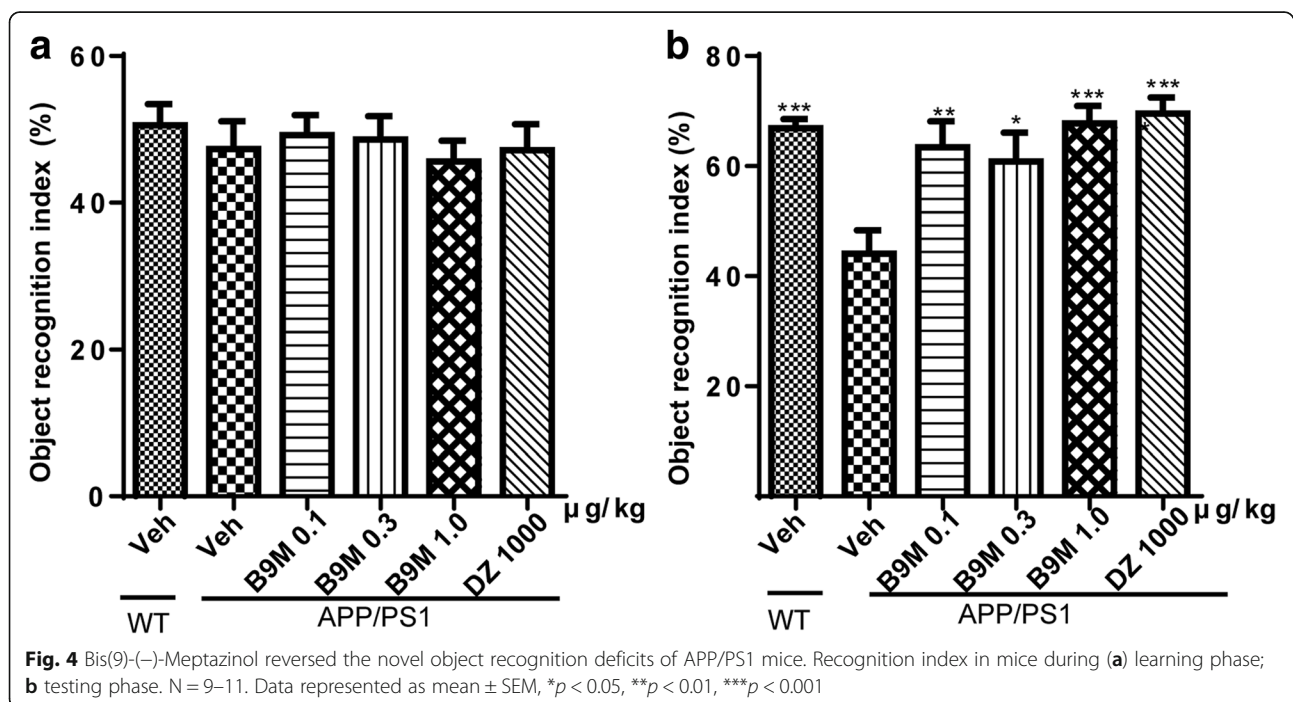 a
60
40
20
0
Object recognition index (%)
Veh
Veh
B9M 0.1
B9M 0.3
B9M 1.0
DZ 1000
µ g/ kg
WT
APP/PS1
b
80
60
40
20
Object recognition index (%)
***
**
*
***
***
Veh
Veh
B9M 0.1
B9M 0.3
B9M 1.0
DZ 1000
µ g/ kg
WT
APP/PS1
Fig. 4 Bis(9)-(−)-Meptazinol reversed the novel object recognition deficits of APP/PS1 mice. Recognition index in mice during (a) learning phase;
b testing phase. N = 9–11. Data represented as mean ± SEM, *p < 0.05, **p < 0.01, ***p < 0.001